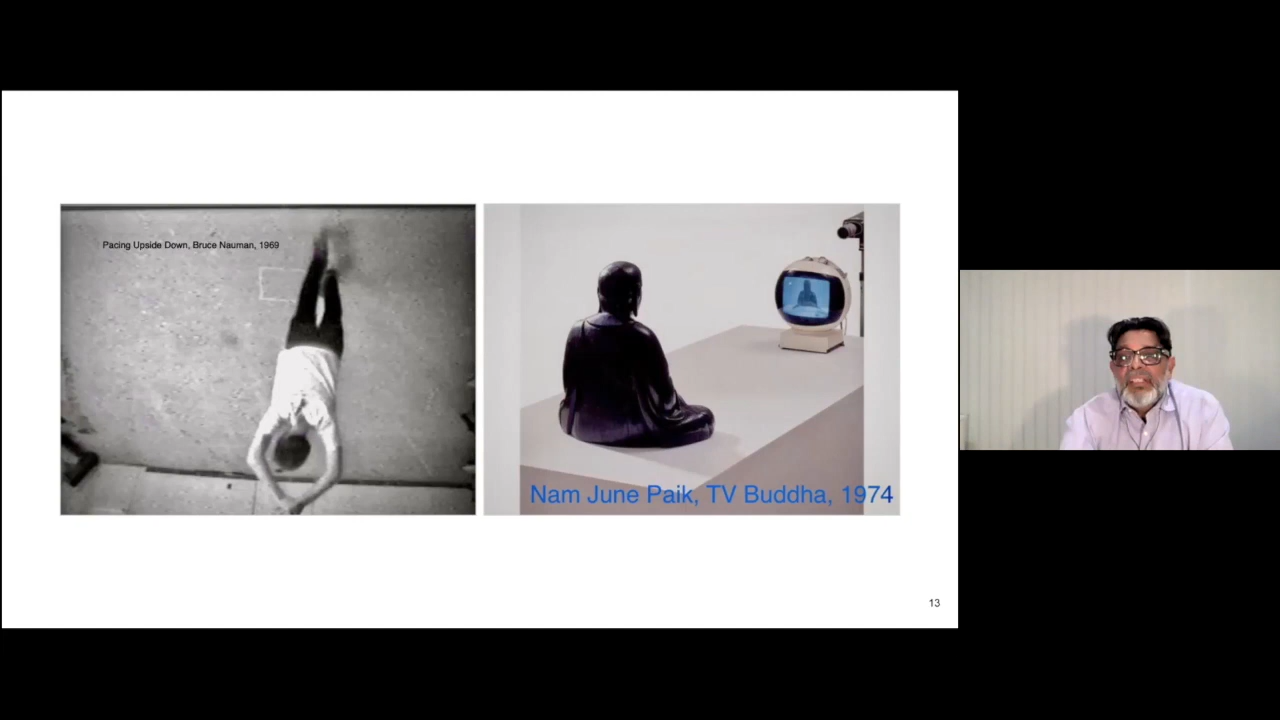 Pacing Upside Down, Bruce Nauman, 1969
Nam June Paik, TV Buddha, 1974
13